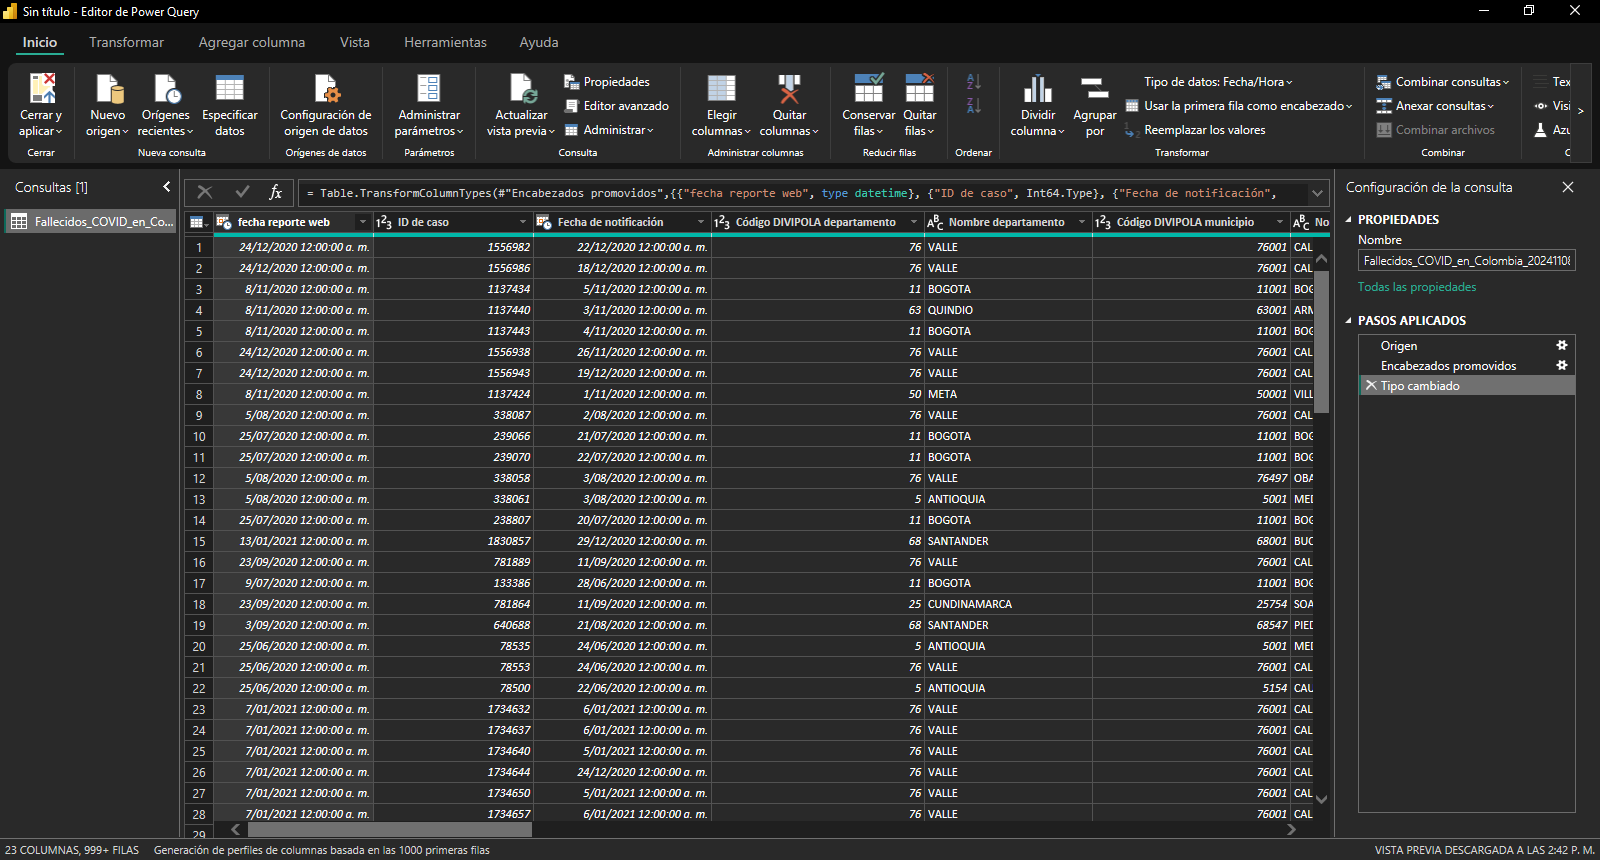 Sin título - Editor de Power Query
Inicio Transformar Agregar columna Vista Herramientas Ayuda
Cerrar y aplicar
Cerrar
Nuevo origen
Orígenes recientes
Especificar datos
Nueva consulta
Configuración de origen de datos
Orígenes de datos
Administrar parámetros
Parámetros
Actualizar vista previa
Propiedades
Editor avanzado
Administrar
Consulta
Elegir columnas
Quitar columnas
Administrar columnas
Conservar filas
Quitar filas
Reducir filas
Ordenar
Dividir columna
Agrupar por
Tipo de datos: Fecha/Hora
Usar la primera fila como encabezado
Reemplazar los valores
Transformar
Combinar consultas
Anexar consultas
Combinar archivos
Combinar
Tex
Visi
Azu
Consultas [1]
Fallecidos_COVID_en_Co...
fx = Table.TransformColumnTypes(#"Encabezados promovidos",{{"fecha reporte web", type datetime}, {"ID de caso", Int64.Type}, {"Fecha de notificación",
fecha reporte web 123 ID de caso Fecha de notificación 123 Código DIVIPOLA departamento ABC Nombre departamento 123 Código DIVIPOLA municipio ABC No
1 24/12/2020 12:00:00 a. m. 1556982 22/12/2020 12:00:00 a. m. 76 VALLE 76001 CAL
2 24/12/2020 12:00:00 a. m. 1556986 18/12/2020 12:00:00 a. m. 76 VALLE 76001 CAL
3 8/11/2020 12:00:00 a. m. 1137434 5/11/2020 12:00:00 a. m. 11 BOGOTA 11001 BOG
4 8/11/2020 12:00:00 a. m. 1137440 3/11/2020 12:00:00 a. m. 63 QUINDIO 63001 ARM
5 8/11/2020 12:00:00 a. m. 1137443 4/11/2020 12:00:00 a. m. 11 BOGOTA 11001 BOG
6 24/12/2020 12:00:00 a. m. 1556938 26/11/2020 12:00:00 a. m. 76 VALLE 76001 CAL
7 24/12/2020 12:00:00 a. m. 1556943 19/12/2020 12:00:00 a. m. 76 VALLE 76001 CAL
8 8/11/2020 12:00:00 a. m. 1137424 1/11/2020 12:00:00 a. m. 50 META 50001 VILL
9 5/08/2020 12:00:00 a. m. 338087 2/08/2020 12:00:00 a. m. 76 VALLE 76001 CAL
10 25/07/2020 12:00:00 a. m. 239066 21/07/2020 12:00:00 a. m. 11 BOGOTA 11001 BOG
11 25/07/2020 12:00:00 a. m. 239070 22/07/2020 12:00:00 a. m. 11 BOGOTA 11001 BOG
12 5/08/2020 12:00:00 a. m. 338058 3/08/2020 12:00:00 a. m. 76 VALLE 76497 OBA
13 5/08/2020 12:00:00 a. m. 338061 3/08/2020 12:00:00 a. m. 5 ANTIOQUIA 5001 MED
14 25/07/2020 12:00:00 a. m. 238807 20/07/2020 12:00:00 a. m. 11 BOGOTA 11001 BOG
15 13/01/2021 12:00:00 a. m. 1830857 29/12/2020 12:00:00 a. m. 68 SANTANDER 68001 BUC
16 23/09/2020 12:00:00 a. m. 781889 11/09/2020 12:00:00 a. m. 76 VALLE 76001 CAL
17 9/07/2020 12:00:00 a. m. 133386 28/06/2020 12:00:00 a. m. 11 BOGOTA 11001 BOG
18 23/09/2020 12:00:00 a. m. 781864 11/09/2020 12:00:00 a. m. 25 CUNDINAMARCA 25754 SOA
19 3/09/2020 12:00:00 a. m. 640688 21/08/2020 12:00:00 a. m. 68 SANTANDER 68547 PIED
20 25/06/2020 12:00:00 a. m. 78535 24/06/2020 12:00:00 a. m. 5 ANTIOQUIA 5001 MED
21 25/06/2020 12:00:00 a. m. 78553 24/06/2020 12:00:00 a. m. 76 VALLE 76001 CAL
22 25/06/2020 12:00:00 a. m. 78500 22/06/2020 12:00:00 a. m. 5 ANTIOQUIA 5154 CAU
23 7/01/2021 12:00:00 a. m. 1734632 6/01/2021 12:00:00 a. m. 76 VALLE 76001 CAL
24 7/01/2021 12:00:00 a. m. 1734637 6/01/2021 12:00:00 a. m. 76 VALLE 76001 CAL
25 7/01/2021 12:00:00 a. m. 1734640 5/01/2021 12:00:00 a. m. 76 VALLE 76001 CAL
26 7/01/2021 12:00:00 a. m. 1734644 24/12/2020 12:00:00 a. m. 76 VALLE 76001 CAL
27 7/01/2021 12:00:00 a. m. 1734650 5/01/2021 12:00:00 a. m. 76 VALLE 76001 CAL
28 7/01/2021 12:00:00 a. m. 1734657 6/01/2021 12:00:00 a. m. 76 VALLE 76001 CAL
29
Configuración de la consulta
PROPIEDADES
Nombre
Fallecidos_COVID_en_Colombia_20241108
Todas las propiedades
PASOS APLICADOS
Origen
Encabezados promovidos
Tipo cambiado
23 COLUMNAS, 999+ FILAS Generación de perfiles de columnas basada en las 1000 primeras filas
VISTA PREVIA DESCARGADA A LAS 2:42 P. M.